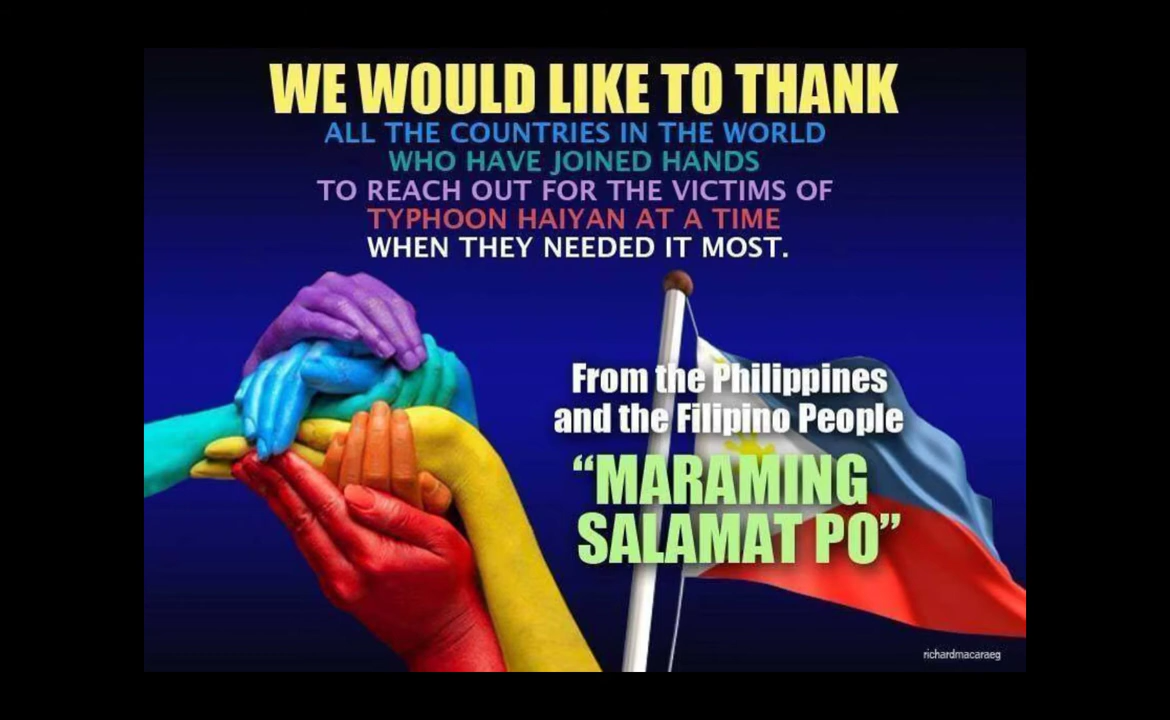 WE WOULD LIKE TO THANK
ALL THE COUNTRIES IN THE WORLD
WHO HAVE JOINED HANDS
TO REACH OUT FOR THE VICTIMS OF
TYPHOON HAIYAN AT A TIME
WHEN THEY NEEDED IT MOST.
From the Philippines
and the Filipino People
“MARAMING
SALAMAT PO”
richardmacaraeg